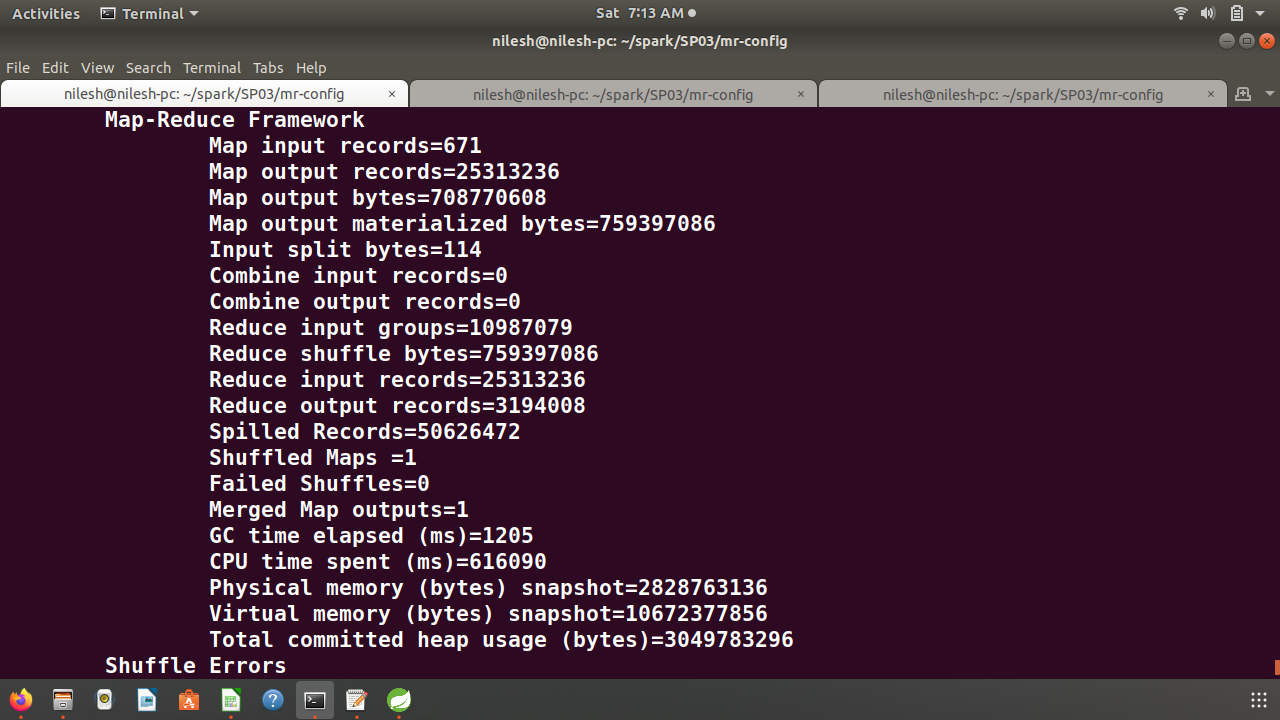 Activities Terminal Sat 7:13 AM
nilesh@nilesh-pc: ~/spark/SP03/mr-config
File Edit View Search Terminal Tabs Help
nilesh@nilesh-pc: ~/spark/SP03/mr-config × nilesh@nilesh-pc: ~/spark/SP03/mr-config × nilesh@nilesh-pc: ~/spark/SP03/mr-config ×
Map-Reduce Framework
Map input records=671
Map output records=25313236
Map output bytes=708770608
Map output materialized bytes=759397086
Input split bytes=114
Combine input records=0
Combine output records=0
Reduce input groups=10987079
Reduce shuffle bytes=759397086
Reduce input records=25313236
Reduce output records=3194008
Spilled Records=50626472
Shuffled Maps =1
Failed Shuffles=0
Merged Map outputs=1
GC time elapsed (ms)=1205
CPU time spent (ms)=616090
Physical memory (bytes) snapshot=2828763136
Virtual memory (bytes) snapshot=10672377856
Total committed heap usage (bytes)=3049783296
Shuffle Errors